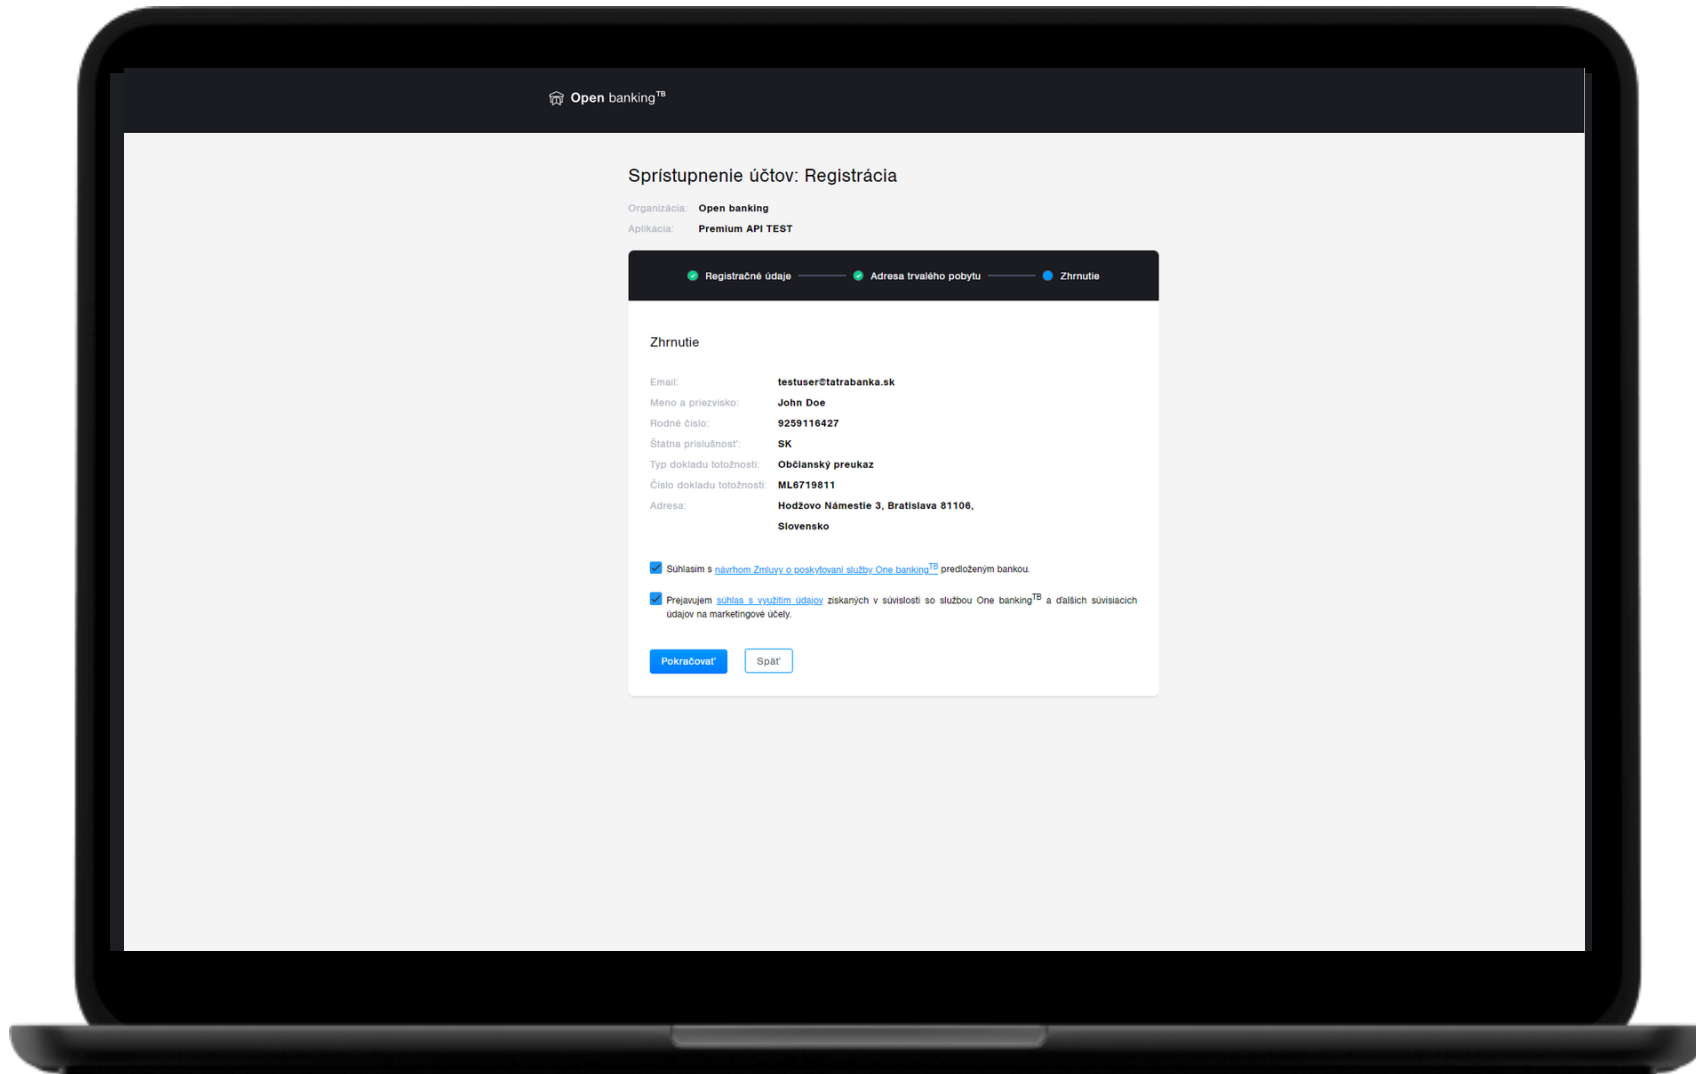 Open banking TB
Sprístupnenie účtov: Registrácia
Organizácia: Open banking
Aplikácia: Premium API TEST
Registračné údaje Adresa trvalého pobytu Zhrnutie
Zhrnutie
Email: testuser@tatrabanka.sk
Meno a priezvisko: John Doe
Rodné číslo: 9259116427
Štátna príslušnosť: SK
Typ dokladu totožnosti: Občianský preukaz
Číslo dokladu totožnosti: ML6719811
Adresa: Hodžovo Námestie 3, Bratislava 81106,
Slovensko
Súhlasím s návrhom Zmluvy o poskytovaní služby One banking TB predloženým bankou.
Prejavujem súhlas s využitím údajov získaných v súvislosti so službou One banking TB a ďalších súvisiacich
údajov na marketingové účely.
Pokračovať Späť